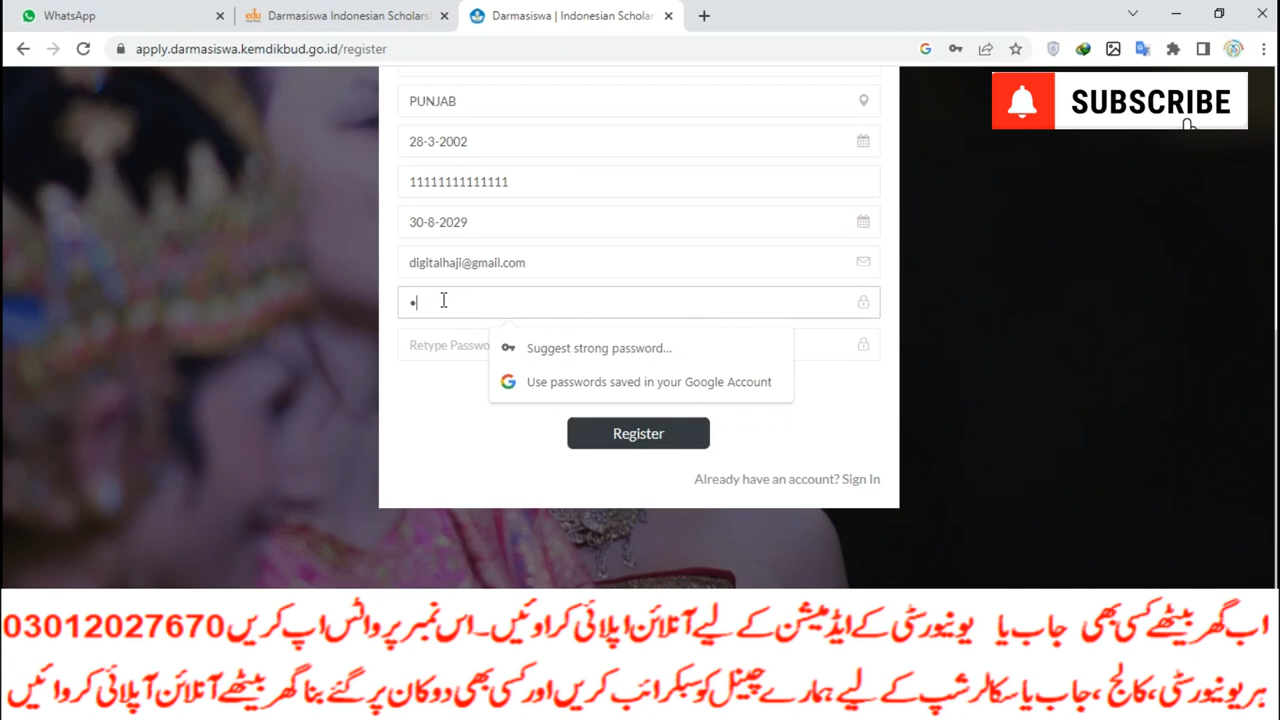 WhatsApp
Darmasiswa Indonesian Scholars
Darmasiswa | Indonesian Scholar
apply.darmasiswa.kemdikbud.go.id/register
SUBSCRIBE
PUNJAB
28-3-2002
11111111111111
30-8-2029
digitalhaji@gmail.com
Retype Passwo
Suggest strong password...
Use passwords saved in your Google Account
Register
Already have an account? Sign In
اب گھر بیٹھے کسی بھی جاب یا یونیورسٹی کے ایڈمیشن کے لیے آنلائن اپلائی کراوئیں۔ اس نمبر پر واٹس اپ کریں 03012027670
ہر یونیورسٹی، کالج، جاب یا سکالرشپ کے لیے ہمارے چینل کو سبکرائب کریں اور کسی بھی دوکان پر گئے بنا گھر بیٹھے آنلائن آپلائی کروائیں